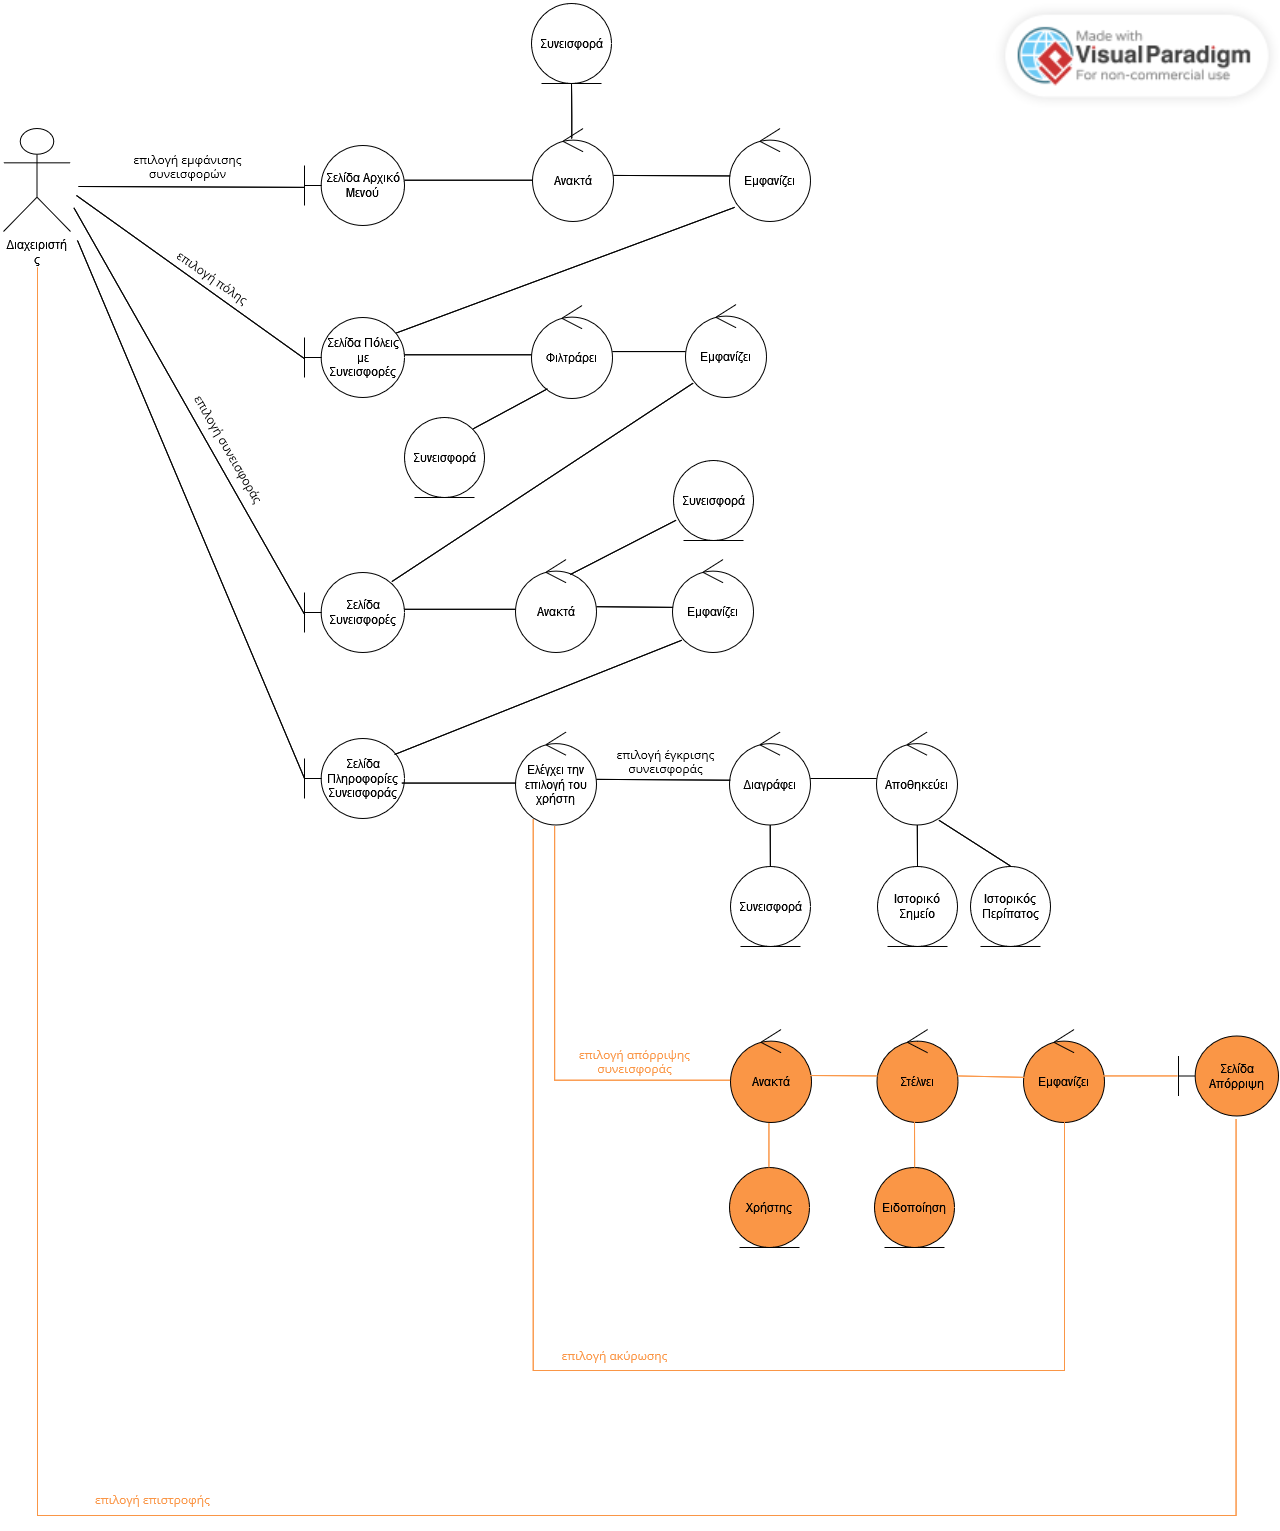 Συνεισφορά
Made with
Visual Paradigm
For non-commercial use
επιλογή εμφάνισης
συνεισφορών
Σελίδα Αρχικό
Μενού
Ανακτά
Εμφανίζει
Διαχειριστή
ς
επιλογή πόλης
Σελίδα Πόλεις
με
Συνεισφορές
Φιλτράρει
Εμφανίζει
επιλογή συνεισφοράς
Συνεισφορά
Συνεισφορά
Σελίδα
Συνεισφορές
Ανακτά
Εμφανίζει
Σελίδα
Πληροφορίες
Συνεισφοράς
Ελέγχει την
επιλογή του
χρήστη
επιλογή έγκρισης
συνεισφοράς
Διαγράφει
Αποθηκεύει
Συνεισφορά
Ιστορικό
Σημείο
Ιστορικός
Περίπατος
επιλογή απόρριψης
συνεισφοράς
Ανακτά
Στέλνει
Εμφανίζει
Σελίδα
Απόρριψη
Χρήστης
Ειδοποίηση
επιλογή ακύρωσης
επιλογή επιστροφής